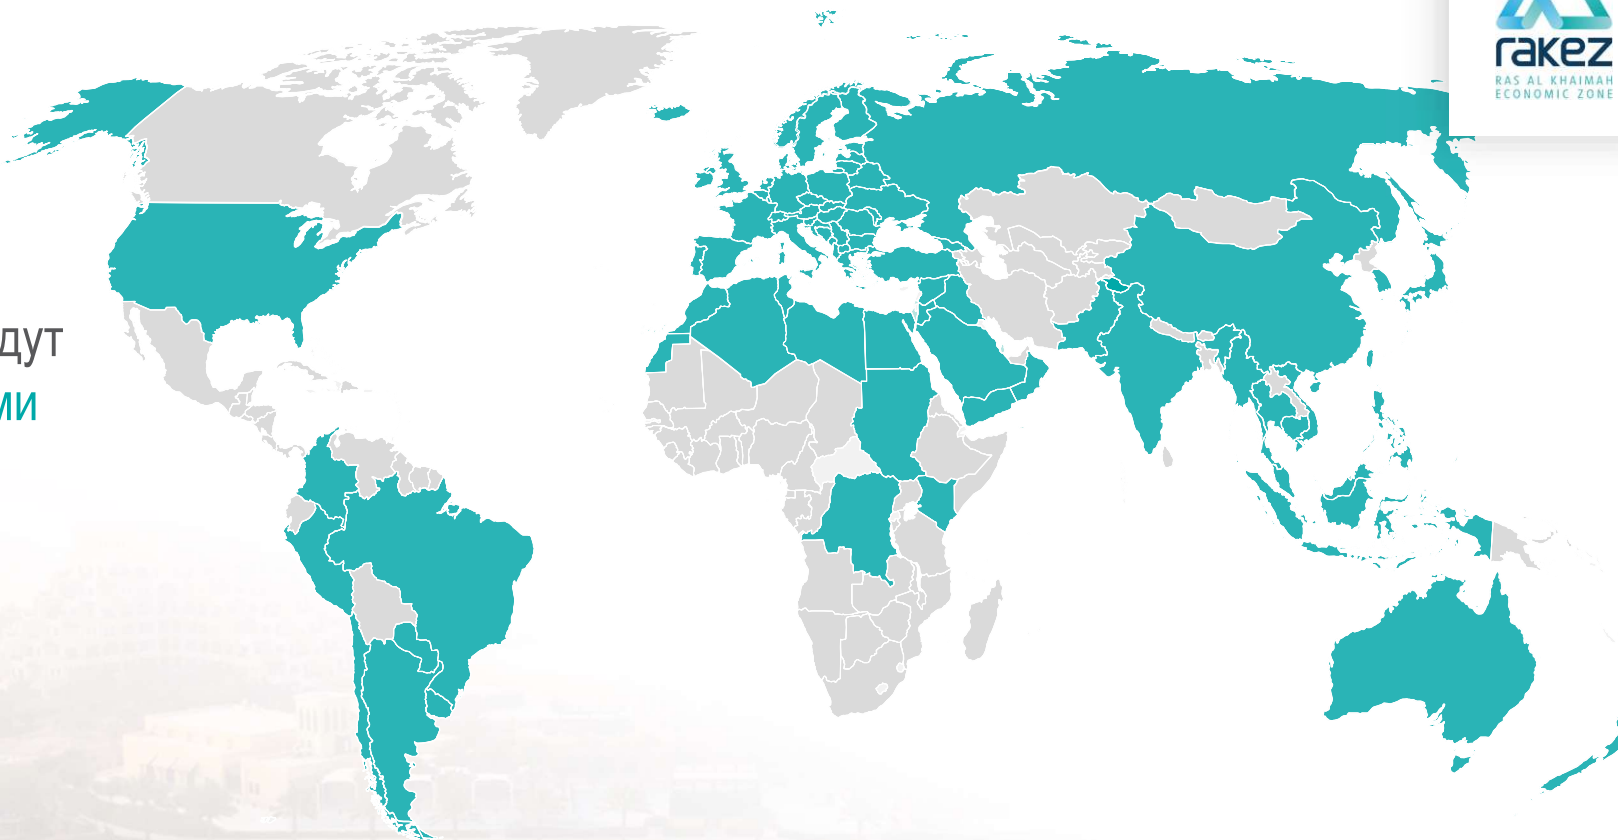 rakez
RAS AL KHAIMAH
ECONOMIC ZONE
дут
ми